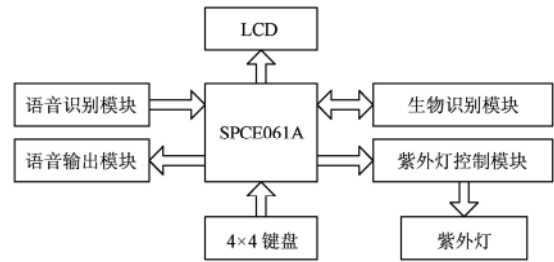 LCD
语音识别模块
SPCE061A
生物识别模块
语音输出模块
紫外灯控制模块
4×4 键盘
紫外灯